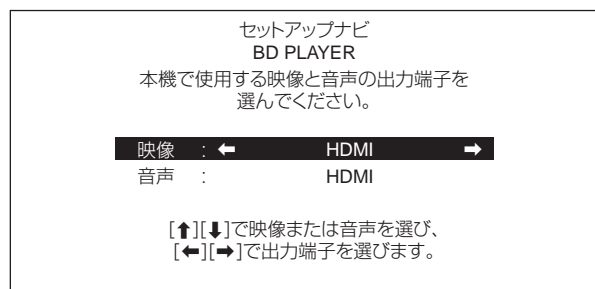 セットアップナビ
BD PLAYER
本機で使用する映像と音声の出力端子を
選んでください。
映像 : ← HDMI →
音声 : HDMI
[↑][↓]で映像または音声を選び、
[←][→]で出力端子を選びます。